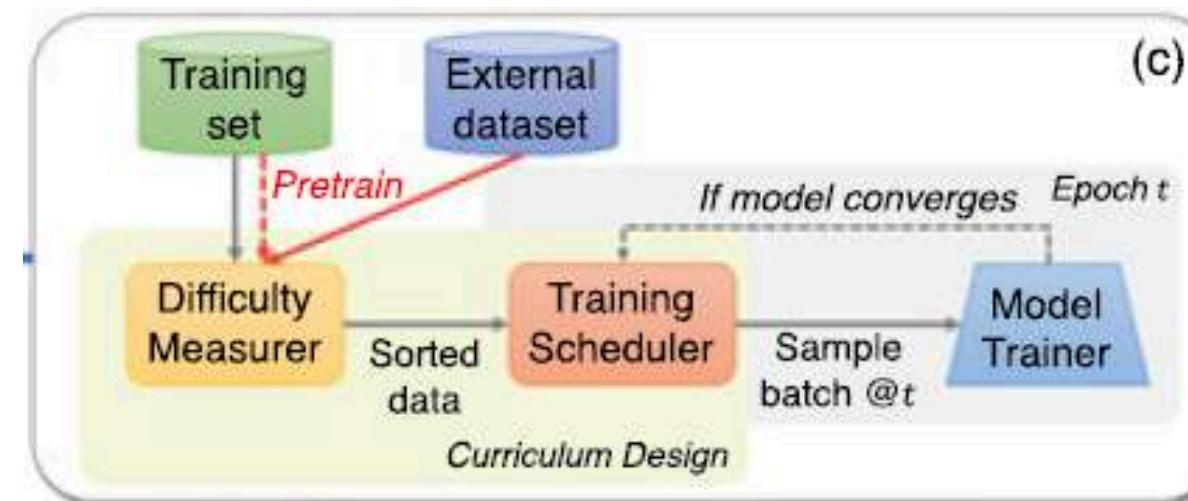 (c)
Training
set
External
dataset
Pretrain
If model converges
Epoch t
Difficulty
Measurer
Sorted
data
Training
Scheduler
Sample
batch @t
Model
Trainer
Curriculum Design